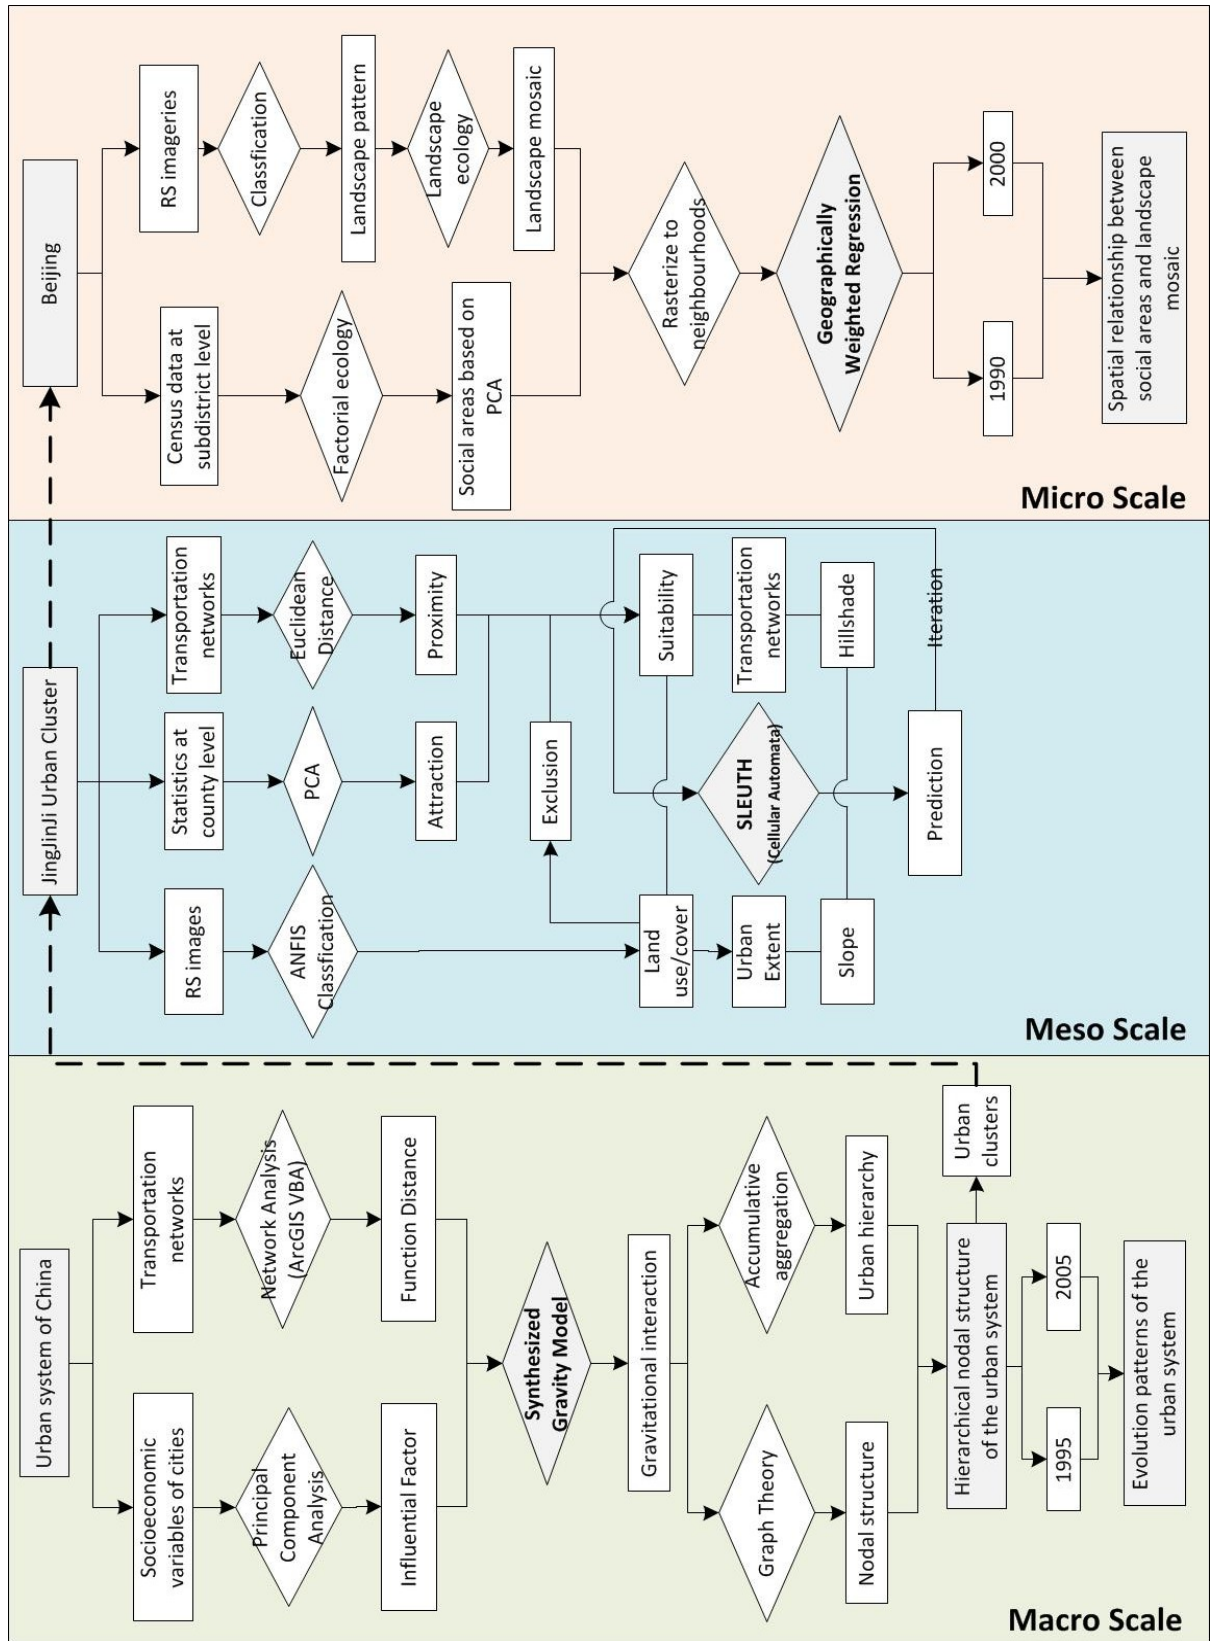 Urban system of China
Socioeconomic
variables of cities
Transportation
networks
Principal
Component
Analysis
Network Analysis
(ArcGIS VBA)
Influential Factor
Function Distance
Synthesized
Gravity Model
Gravitational interaction
Graph Theory
Accumulative
aggregation
Nodal structure
Urban hierarchy
Hierarchical nodal structure
of the urban system
Urban
clusters
1995
2005
Evolution patterns of the
urban system
Macro Scale
JingJinJi Urban Cluster
RS images
Statistics at
county level
Transportation
networks
ANFIS
Classfication
PCA
Euclidean
Distance
Attraction
Proximity
Exclusion
Land
use/cover
Suitability
Urban
Extent
SLEUTH
(Cellular Automata)
Transportation
networks
Slope
Hillshade
Prediction
Iteration
Meso Scale
Beijing
Census data at
subdistrict level
RS imageries
Factorial ecology
Classfication
Social areas based on
PCA
Landscape pattern
Landscape
ecology
Landscape mosaic
Rasterize to
neighbourhoods
Geographically
Weighted Regression
1990
2000
Spatial relationship between
social areas and landscape
mosaic
Micro Scale